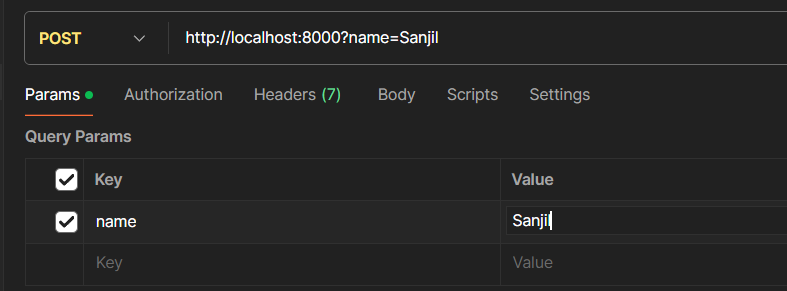 POST http://localhost:8000?name=Sanjil
Params Authorization Headers (7) Body Scripts Settings
Query Params
Key Value
name Sanjil
Key Value